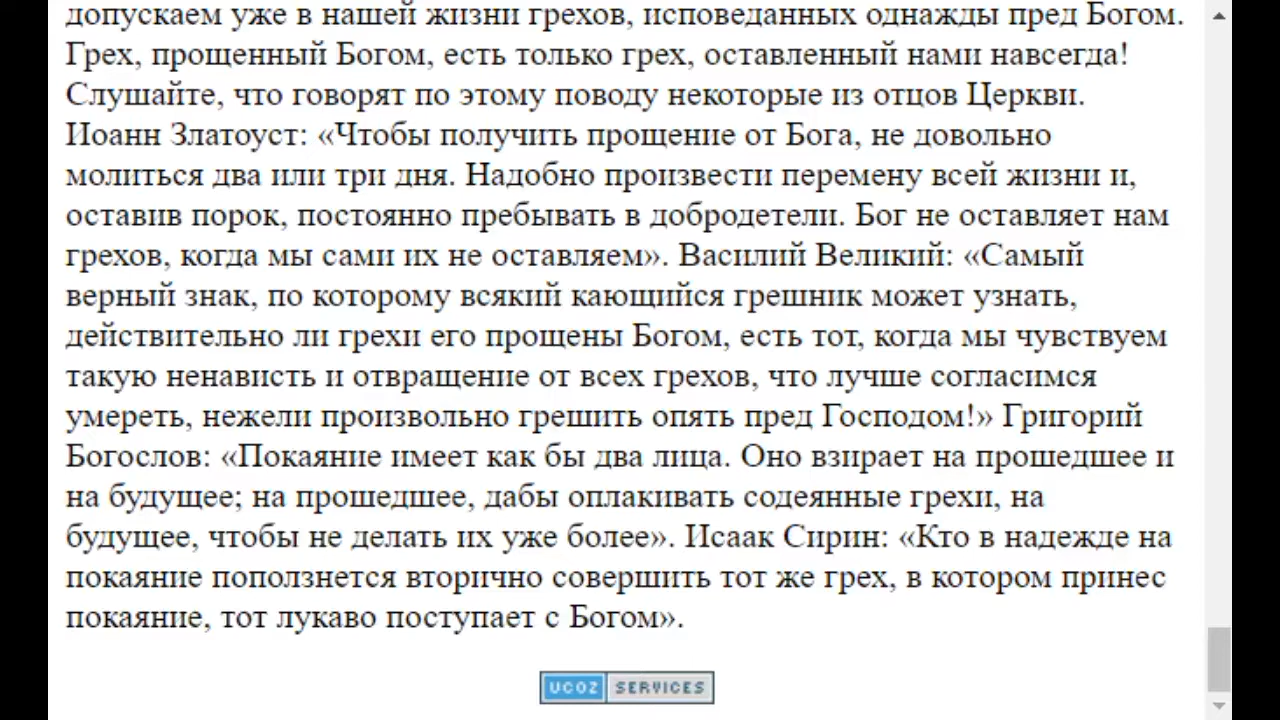 допускаем уже в нашей жизни грехов, исповеданных однажды пред Богом.
Грех, прощенный Богом, есть только грех, оставленный нами навсегда!
Слушайте, что говорят по этому поводу некоторые из отцов Церкви.
Иоанн Златоуст: «Чтобы получить прощение от Бога, не довольно
молиться два или три дня. Надобно произвести перемену всей жизни и,
оставив порок, постоянно пребывать в добродетели. Бог не оставляет нам
грехов, когда мы сами их не оставляем». Василий Великий: «Самый
верный знак, по которому всякий кающийся грешник может узнать,
действительно ли грехи его прощены Богом, есть тот, когда мы чувствуем
такую ненависть и отвращение от всех грехов, что лучше согласимся
умереть, нежели произвольно грешить опять пред Господом!» Григорий
Богослов: «Покаяние имеет как бы два лица. Оно взирает на прошедшее и
на будущее; на прошедшее, дабы оплакивать содеянные грехи, на
будущее, чтобы не делать их уже более». Исаак Сирин: «Кто в надежде на
покаяние поползнется вторично совершить тот же грех, в котором принес
покаяние, тот лукаво поступает с Богом».
UCOZ SERVICES